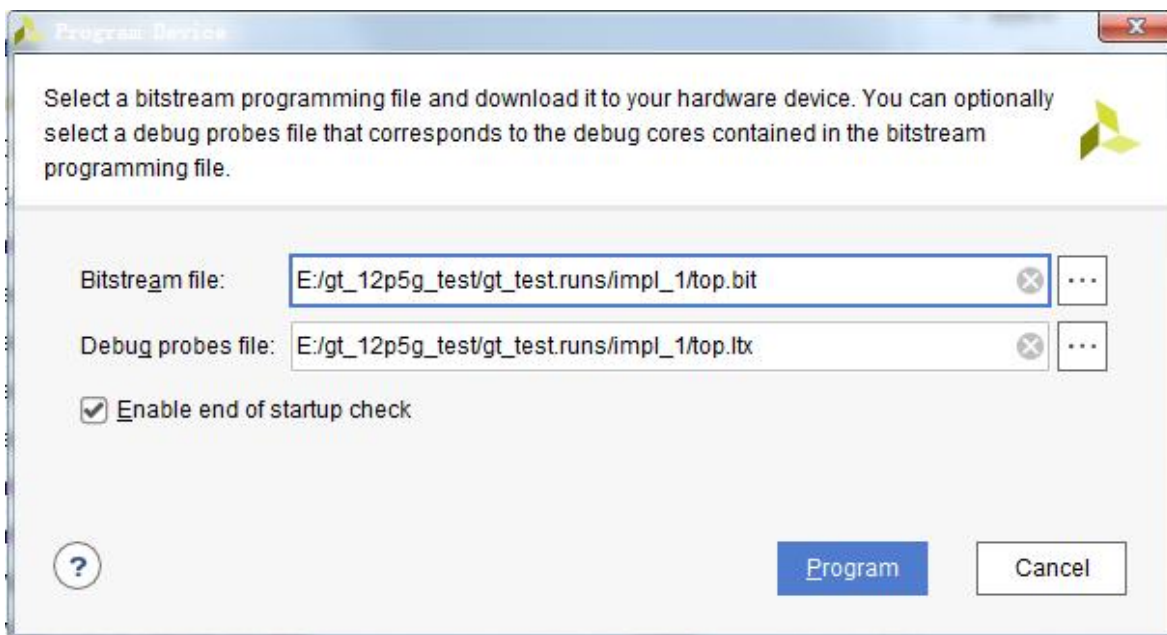 Program Device
Select a bitstream programming file and download it to your hardware device. You can optionally
select a debug probes file that corresponds to the debug cores contained in the bitstream
programming file.
Bitstream file: E:/gt_12p5g_test/gt_test.runs/impl_1/top.bit ...
Debug probes file: E:/gt_12p5g_test/gt_test.runs/impl_1/top.ltx ...
Enable end of startup check
? Program Cancel